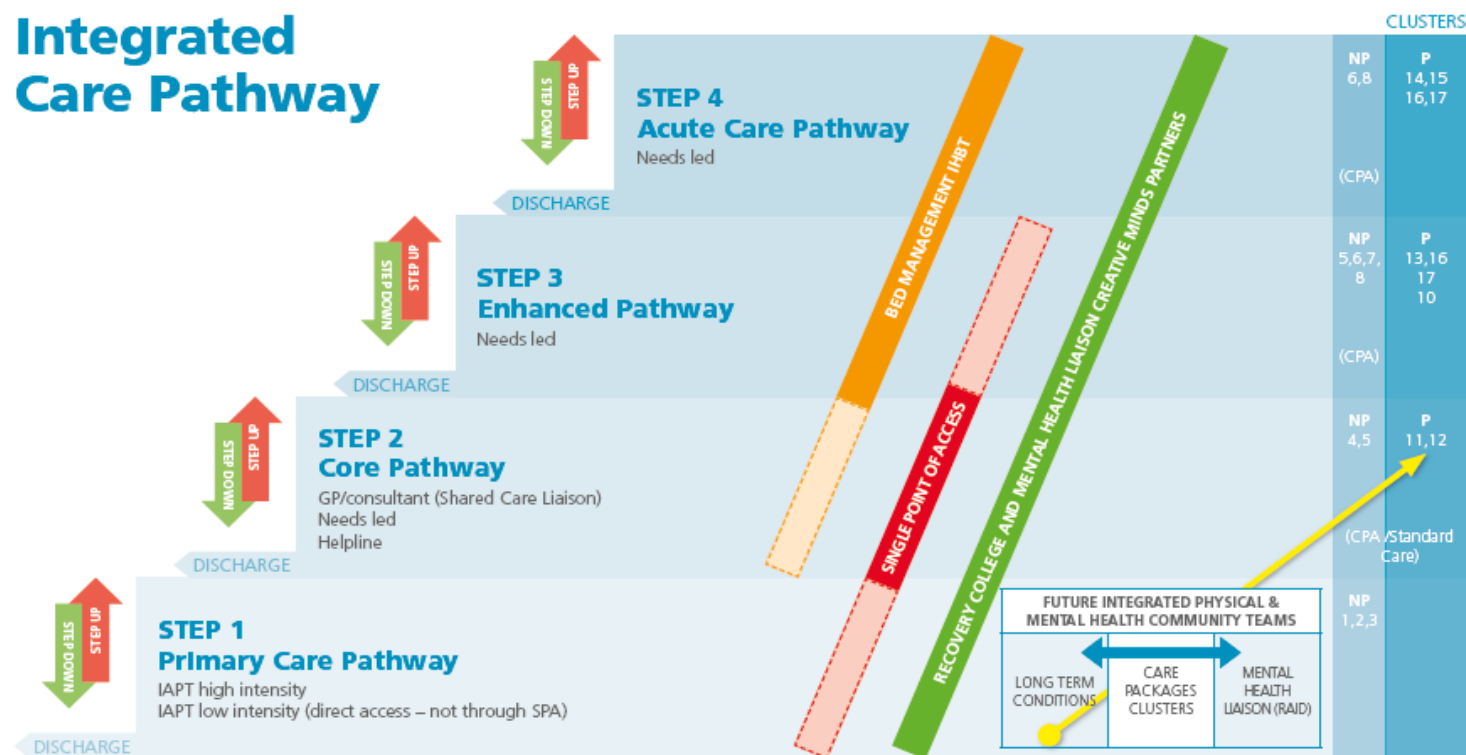 Integrated
Care Pathway
CLUSTERS
STEP DOWN
STEP UP
STEP 4
Acute Care Pathway
Needs led
DISCHARGE
NP
6,8
(CPA)
P
14,15
16,17
STEP DOWN
STEP UP
STEP 3
Enhanced Pathway
Needs led
DISCHARGE
NP
5,6,7,
8
(CPA)
P
13,16
17
10
STEP DOWN
STEP UP
STEP 2
Core Pathway
GP/consultant (Shared Care Liaison)
Needs led
Helpline
DISCHARGE
NP
4,5
P
11,12
(CPA /Standard
Care)
STEP DOWN
STEP UP
STEP 1
Primary Care Pathway
IAPT high intensity
IAPT low intensity (direct access – not through SPA)
DISCHARGE
NP
1,2,3
BED MANAGEMENT IHBT
SINGLE POINT OF ACCESS
RECOVERY COLLEGE AND MENTAL HEALTH LIAISON CREATIVE MINDS PARTNERS
FUTURE INTEGRATED PHYSICAL &
MENTAL HEALTH COMMUNITY TEAMS
LONG TERM
CONDITIONS
CARE
PACKAGES
CLUSTERS
MENTAL
HEALTH
LIAISON (RAID)